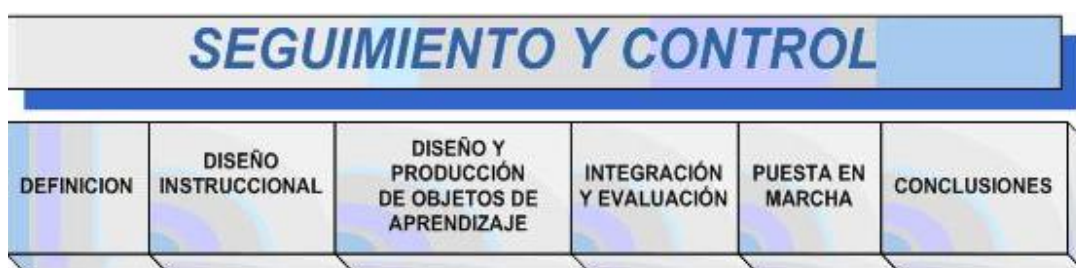 SEGUIMIENTO Y CONTROL
DEFINICION
DISEÑO
INSTRUCCIONAL
DISEÑO Y
PRODUCCIÓN
DE OBJETOS DE
APRENDIZAJE
INTEGRACIÓN
Y EVALUACIÓN
PUESTA EN
MARCHA
CONCLUSIONES